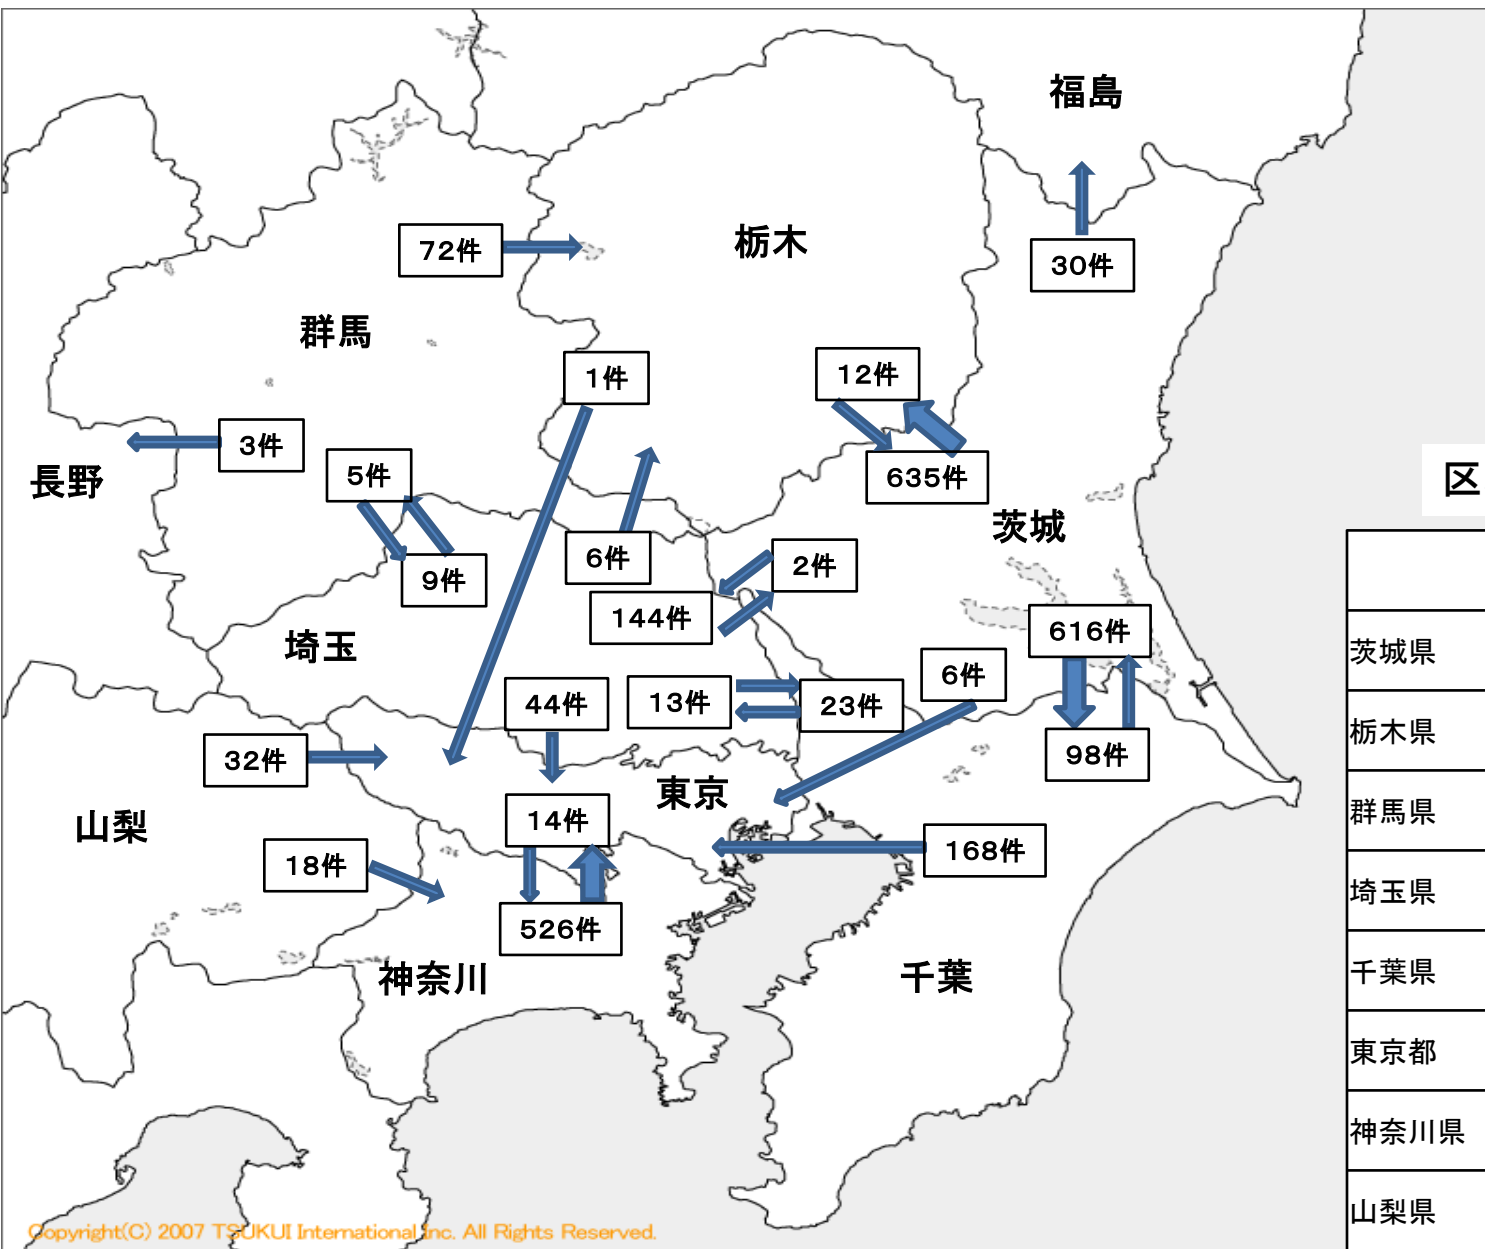 福島
72件
栃木
30件
群馬
1件
12件
3件
長野
5件
635件
区
茨城
6件
2件
9件
144件
616件
埼玉
茨城県
6件
44件
13件
23件
栃木県
32件
98件
東京
14件
山梨
群馬県
168件
18件
埼玉県
526件
神奈川
千葉
千葉県
東京都
神奈川県
山梨県
Copyright(C) 2007 TSUKUI International Inc. All Rights Reserved.